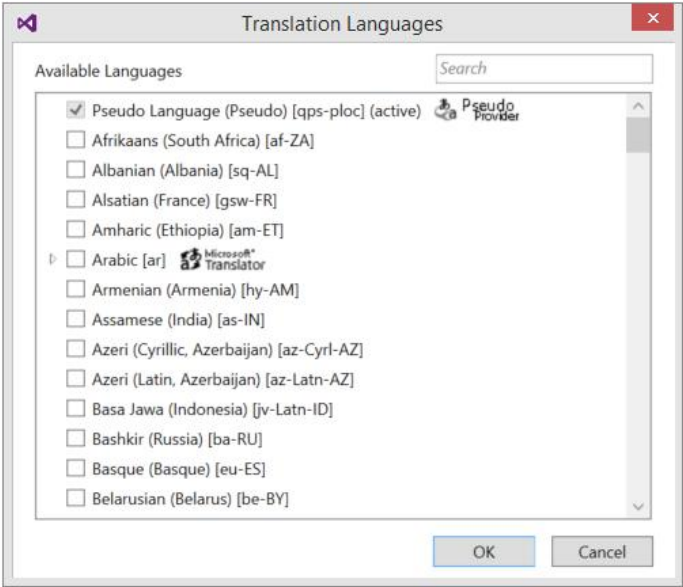 Translation Languages
Available Languages
Search
Pseudo Language (Pseudo) [qps-ploc] (active) Pseudo Provider
Afrikaans (South Africa) [af-ZA]
Albanian (Albania) [sq-AL]
Alsatian (France) [gsw-FR]
Amharic (Ethiopia) [am-ET]
Arabic [ar] Microsoft® Translator
Armenian (Armenia) [hy-AM]
Assamese (India) [as-IN]
Azeri (Cyrillic, Azerbaijan) [az-Cyrl-AZ]
Azeri (Latin, Azerbaijan) [az-Latn-AZ]
Basa Jawa (Indonesia) [jv-Latn-ID]
Bashkir (Russia) [ba-RU]
Basque (Basque) [eu-ES]
Belarusian (Belarus) [be-BY]
OK Cancel